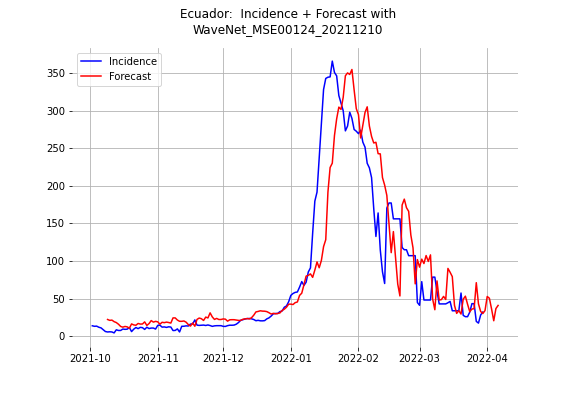 Ecuador:  Incidence + Forecast with
WaveNet_MSE00124_20211210
Incidence
Forecast
350
300
250
200
150
100
50
0
2021-10 2021-11 2021-12 2022-01 2022-02 2022-03 2022-04